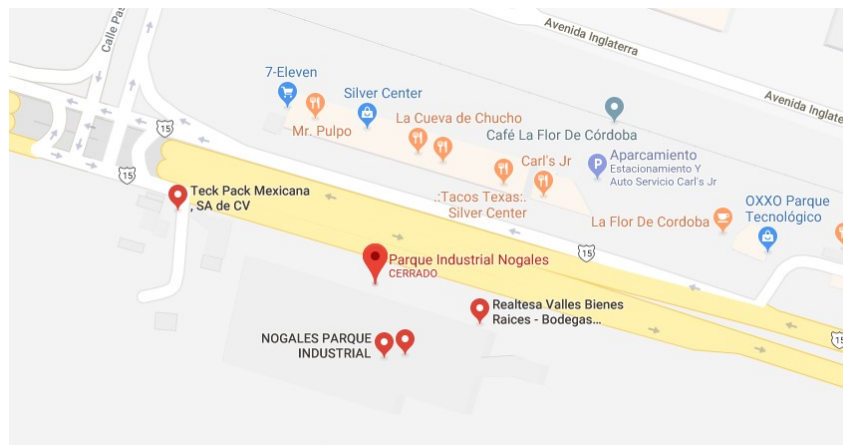 Calle Pas
Avenida Inglaterra
7-Eleven
Silver Center
Mr. Pulpo
La Cueva de Chucho
Café La Flor De Córdoba
Avenida Inglate
15
15
Teck Pack Mexicana
, SA de CV
Carl's Jr
Aparcamiento
Estacionamiento Y
Auto Servicio Carl's Jr
.:Tacos Texas:.
Silver Center
La Flor De Cordoba
OXXO Parque
Tecnológico
15
Parque Industrial Nogales
CERRADO
Realtesa Valles Bienes
Raices - Bodegas...
NOGALES PARQUE
INDUSTRIAL
15